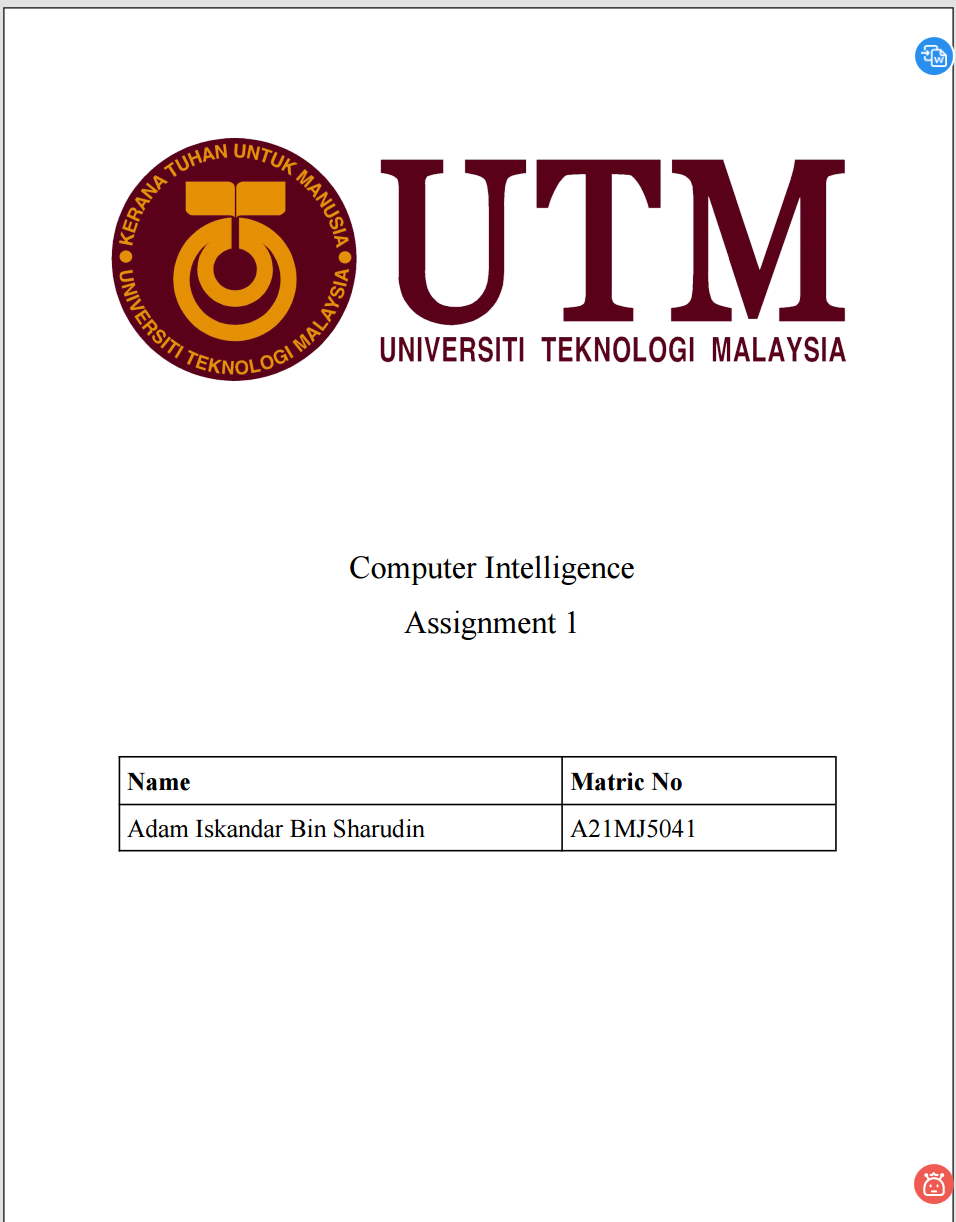 KERANA TUHAN UNTUK MANUSIA
UNIVERSITI TEKNOLOGI MALAYSIA
UTM
UNIVERSITI TEKNOLOGI MALAYSIA
W
Computer Intelligence
Assignment 1
Name Matric No
Adam Iskandar Bin Sharudin A21MJ5041